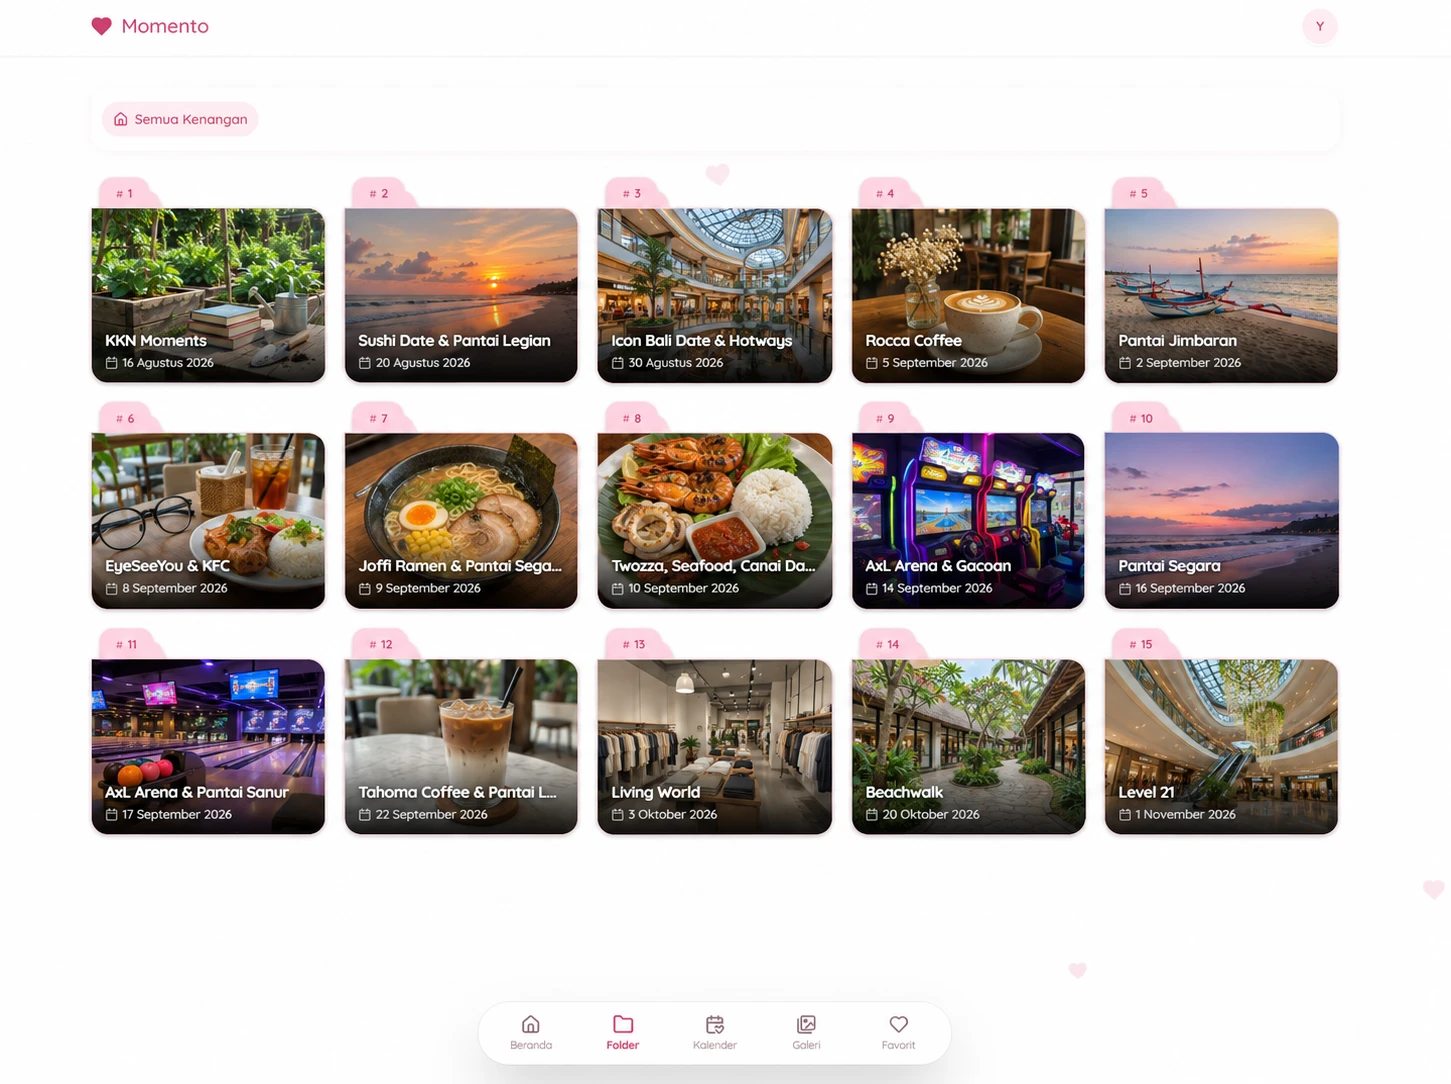 Momento
Y
Semua Kenangan
# 1
# 2
# 3
# 4
# 5
KKN Moments
16 Agustus 2026
Sushi Date & Pantai Legian
20 Agustus 2026
Icon Bali Date & Hotways
30 Agustus 2026
Rocca Coffee
5 September 2026
Pantai Jimbaran
2 September 2026
# 6
# 7
# 8
# 9
# 10
EyeSeeYou & KFC
8 September 2026
Joffi Ramen & Pantai Sega...
9 September 2026
Twozza, Seafood, Canai Da...
10 September 2026
AxL Arena & Gacoan
14 September 2026
Pantai Segara
16 September 2026
# 11
# 12
# 13
# 14
# 15
AxL Arena & Pantai Sanur
17 September 2026
Tahoma Coffee & Pantai L...
22 September 2026
Living World
3 Oktober 2026
Beachwalk
20 Oktober 2026
Level 21
1 November 2026
Beranda
Folder
Kalender
Galeri
Favorit